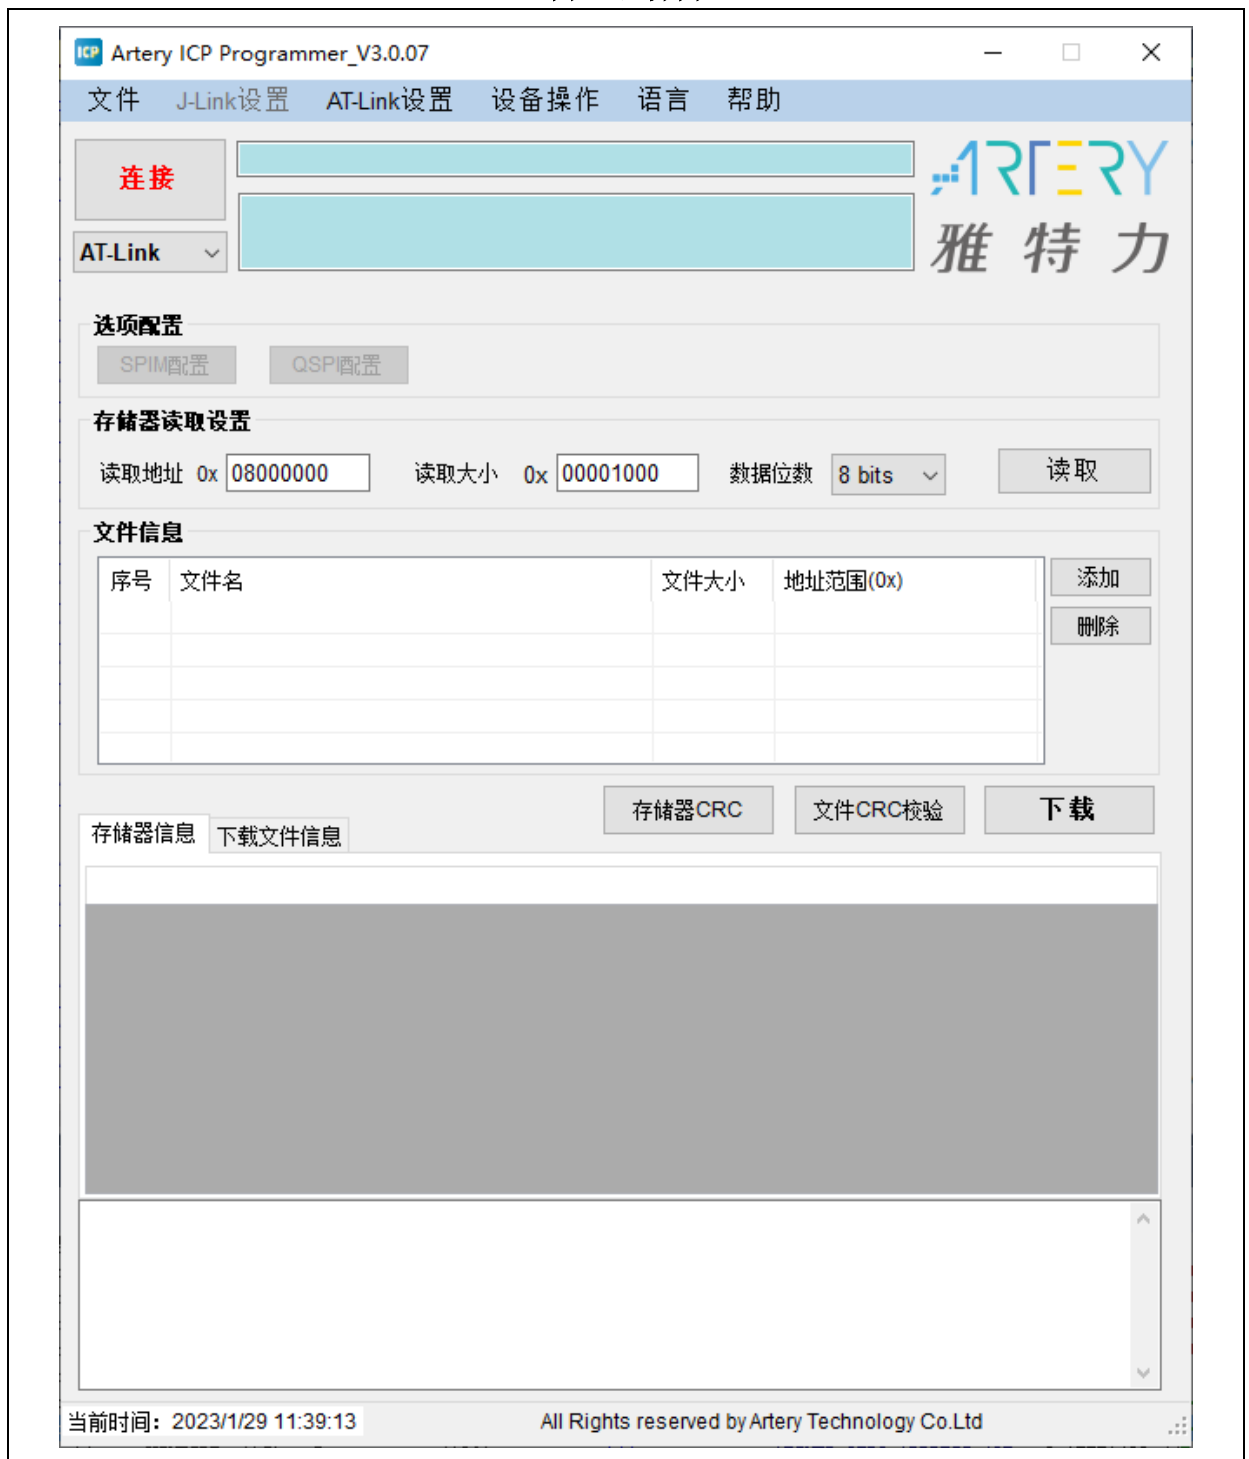 ICP Artery ICP Programmer_V3.0.07
文件 J-Link设置 AT-Link设置 设备操作 语言 帮助
连接
ARTERY
雅特力
AT-Link
选项配置
SPIM配置 QSPI配置
存储器读取设置
读取地址 0x 08000000 读取大小 0x 00001000 数据位数 8 bits 读取
文件信息
序号 文件名 文件大小 地址范围(0x) 添加
删除
存储器CRC 文件CRC校验 下载
存储器信息 下载文件信息
当前时间： 2023/1/29 11:39:13 All Rights reserved by Artery Technology Co.Ltd